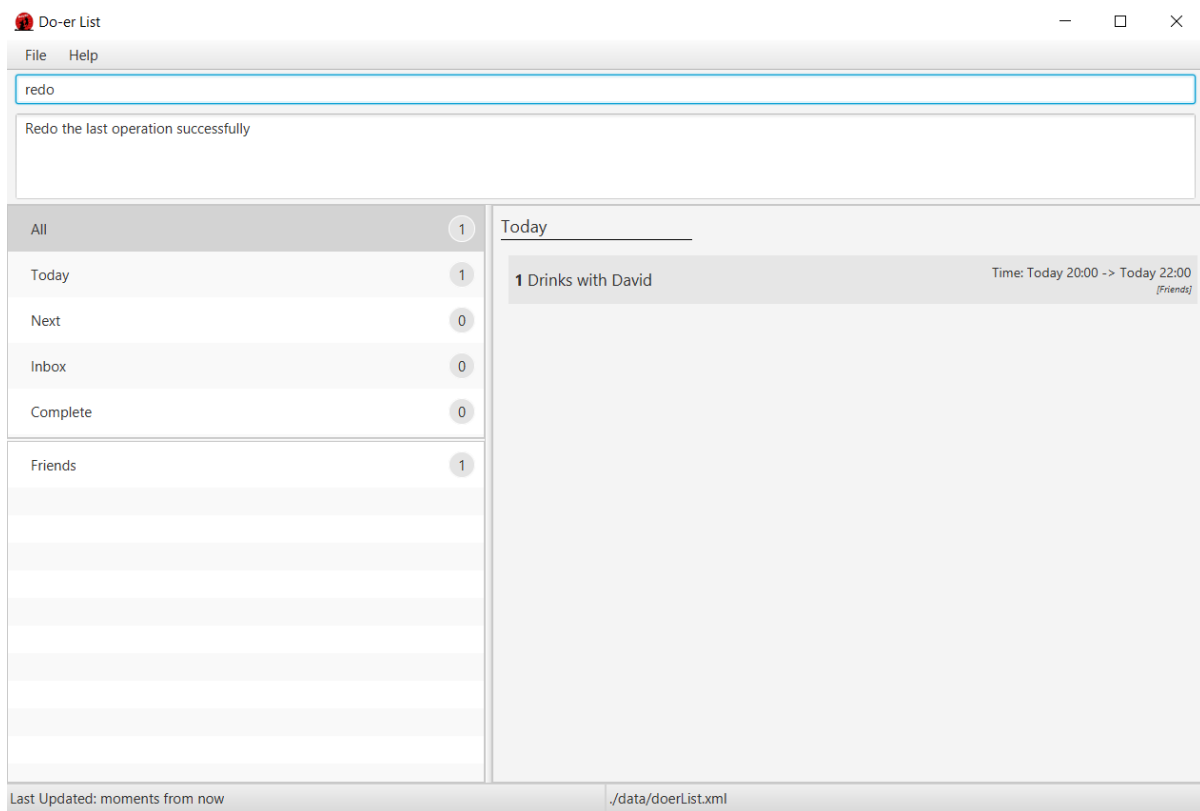 Do-er List
File Help
redo
Redo the last operation successfully
All 1
Today 1
Next 0
Inbox 0
Complete 0
Friends 1
Today
1 Drinks with David
Time: Today 20:00 -> Today 22:00
[Friends]
Last Updated: moments from now
./data/doerList.xml